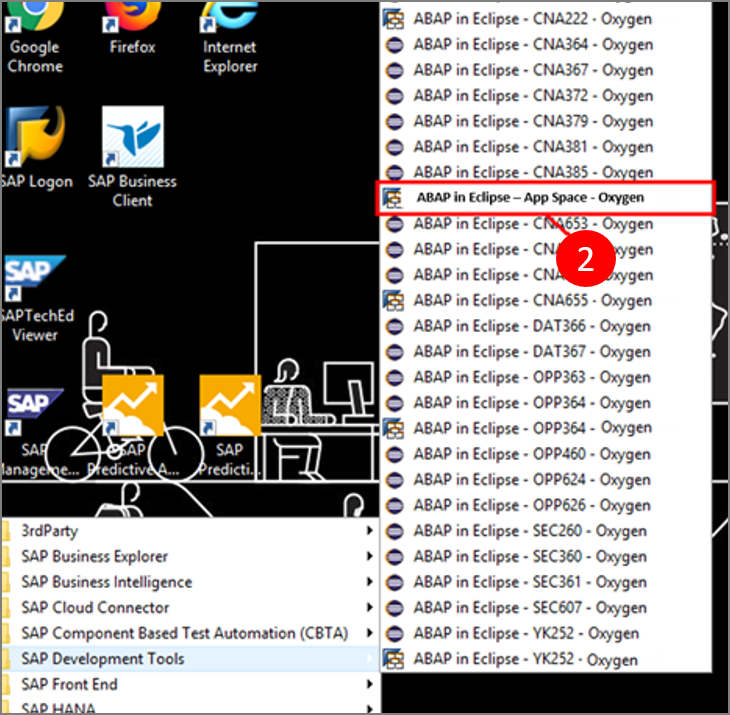 Google
Chrome
Firefox
Internet
Explorer
SAP Logon
SAP Business
Client
SAP
SAPTechEd
Viewer
SAP
SAP
Manageme...
SAP
Predictive A...
SAP
Predicti...
3rdParty
SAP Business Explorer
SAP Business Intelligence
SAP Cloud Connector
SAP Component Based Test Automation (CBTA)
SAP Development Tools
SAP Front End
SAP HANA
ABAP in Eclipse - CNA222 - Oxygen
ABAP in Eclipse - CNA364 - Oxygen
ABAP in Eclipse - CNA367 - Oxygen
ABAP in Eclipse - CNA372 - Oxygen
ABAP in Eclipse - CNA379 - Oxygen
ABAP in Eclipse - CNA381 - Oxygen
ABAP in Eclipse - CNA385 - Oxygen
ABAP in Eclipse – App Space - Oxygen
ABAP in Eclipse - CNA653 - Oxygen
ABAP in Eclipse - CNA Oxygen
2
ABAP in Eclipse - CNA Oxygen
ABAP in Eclipse - CNA655 - Oxygen
ABAP in Eclipse - DAT366 - Oxygen
ABAP in Eclipse - DAT367 - Oxygen
ABAP in Eclipse - OPP363 - Oxygen
ABAP in Eclipse - OPP364 - Oxygen
ABAP in Eclipse - OPP364 - Oxygen
ABAP in Eclipse - OPP460 - Oxygen
ABAP in Eclipse - OPP624 - Oxygen
ABAP in Eclipse - OPP626 - Oxygen
ABAP in Eclipse - SEC260 - Oxygen
ABAP in Eclipse - SEC360 - Oxygen
ABAP in Eclipse - SEC361 - Oxygen
ABAP in Eclipse - SEC607 - Oxygen
ABAP in Eclipse - YK252 - Oxygen
ABAP in Eclipse - YK252 - Oxygen